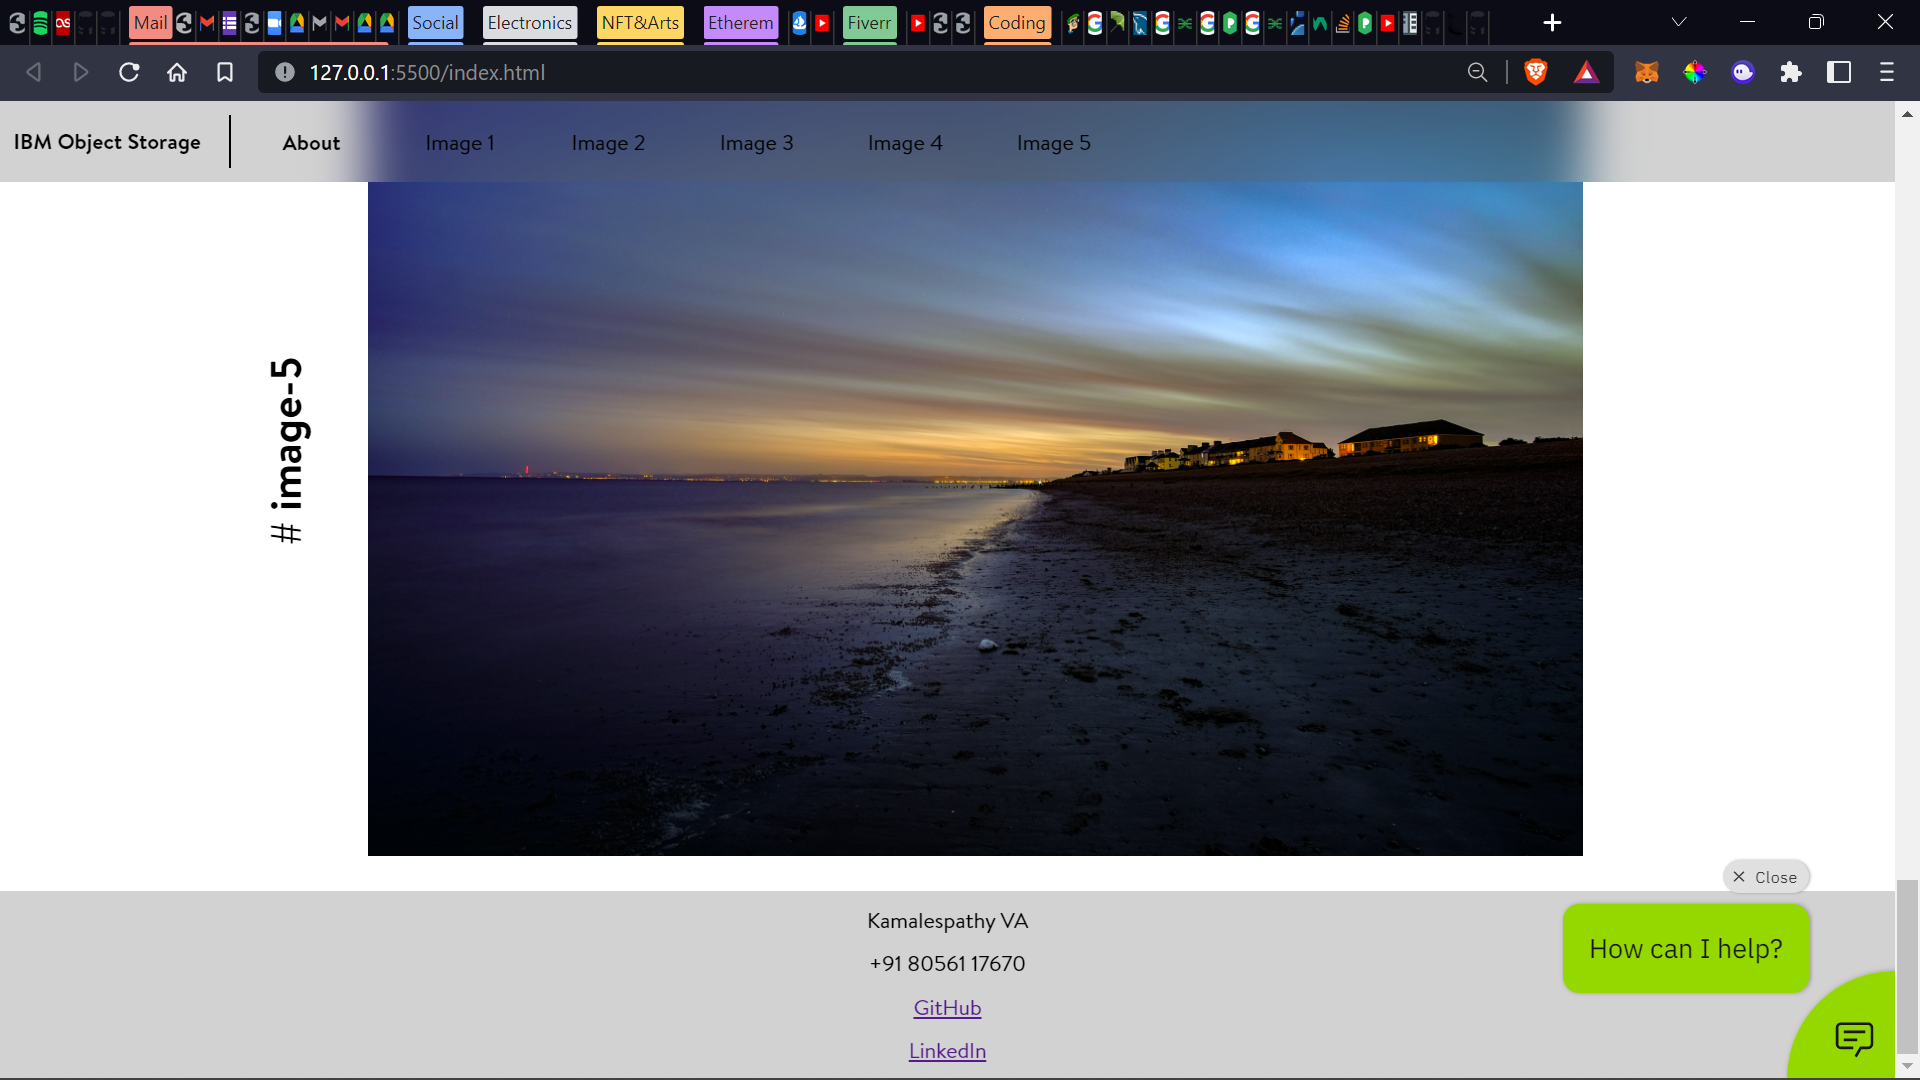 Mail
Social
Electronics
NFT&Arts
Etherem
Fiverr
Coding
127.0.0.1:5500/index.html
IBM Object Storage
About
Image 1
Image 2
Image 3
Image 4
Image 5
# image-5
Close
How can I help?
Kamalespathy VA
+91 80561 17670
GitHub
LinkedIn